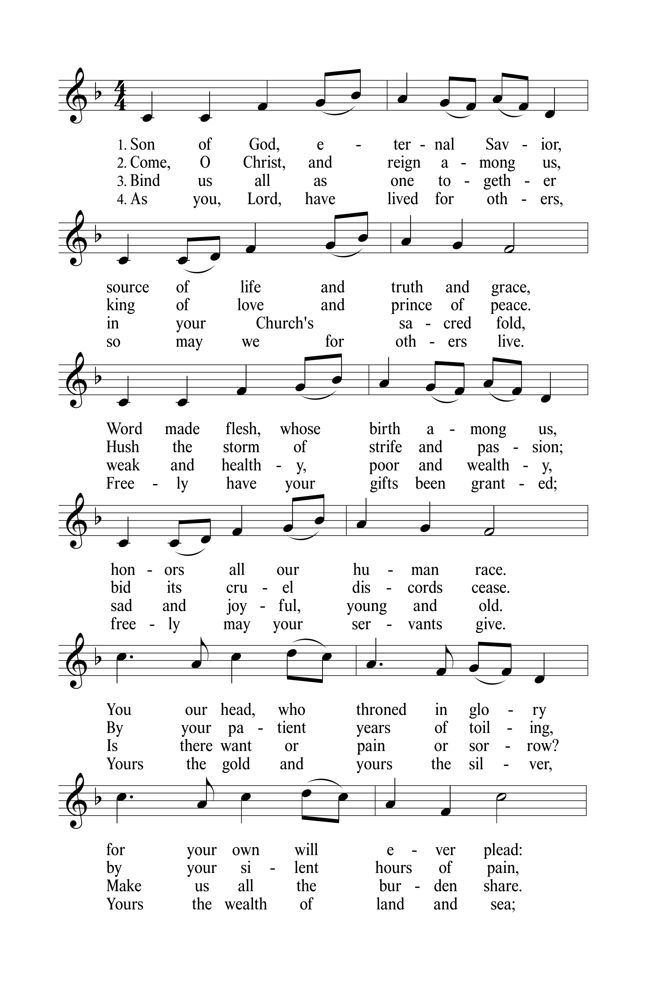 1. Son of God, e - ter - nal Sav - ior,
2. Come, O Christ, and reign a - mong us,
3. Bind us all as one to - geth - er
4. As you, Lord, have lived for oth - ers,
source of life and truth and grace,
king of love and prince of peace.
in your Church's sa - cred fold,
so may we for oth - ers live.
Word made flesh, whose birth a - mong us,
Hush the storm of strife and pas - sion;
weak and health - y, poor and wealth - y,
Free - ly have your gifts been grant - ed;
hon - ors all our hu - man race.
bid its cru - el dis - cords cease.
sad and joy - ful, young and old.
free - ly may your ser - vants give.
You our head, who throned in glo - ry
By your pa - tient years of toil - ing,
Is there want or pain or sor - row?
Yours the gold and yours the sil - ver,
for your own will e - ver plead:
by your si - lent hours of pain,
Make us all the bur - den share.
Yours the wealth of land and sea;